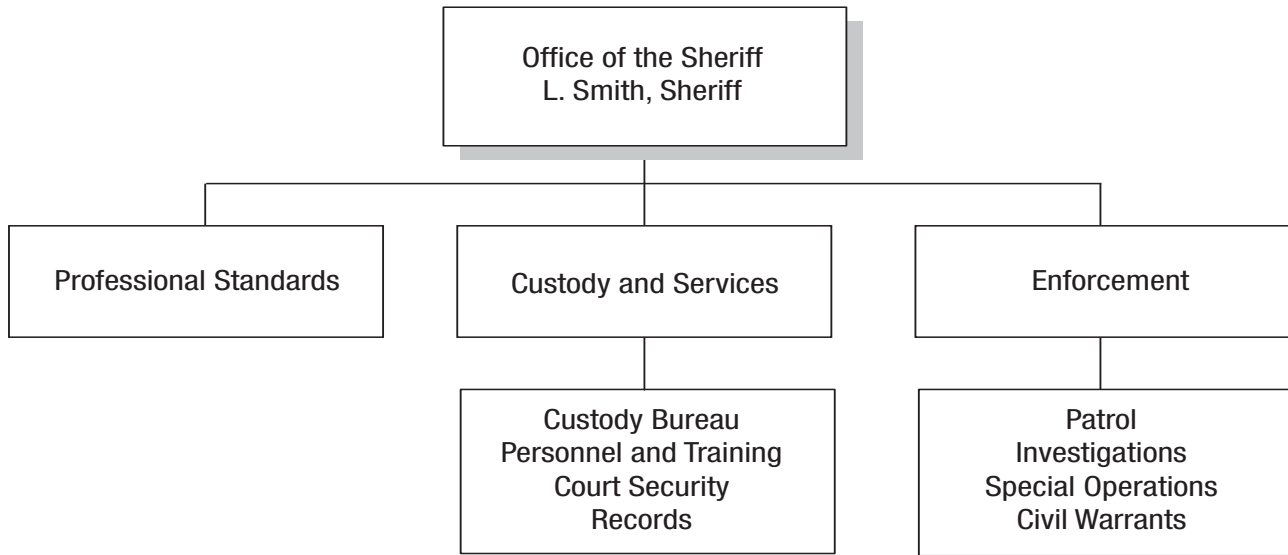 Office of the Sheriff
L. Smith, Sheriff
Professional Standards
Custody and Services
Enforcement
Custody Bureau
Personnel and Training
Court Security
Records
Patrol
Investigations
Special Operations
Civil Warrants